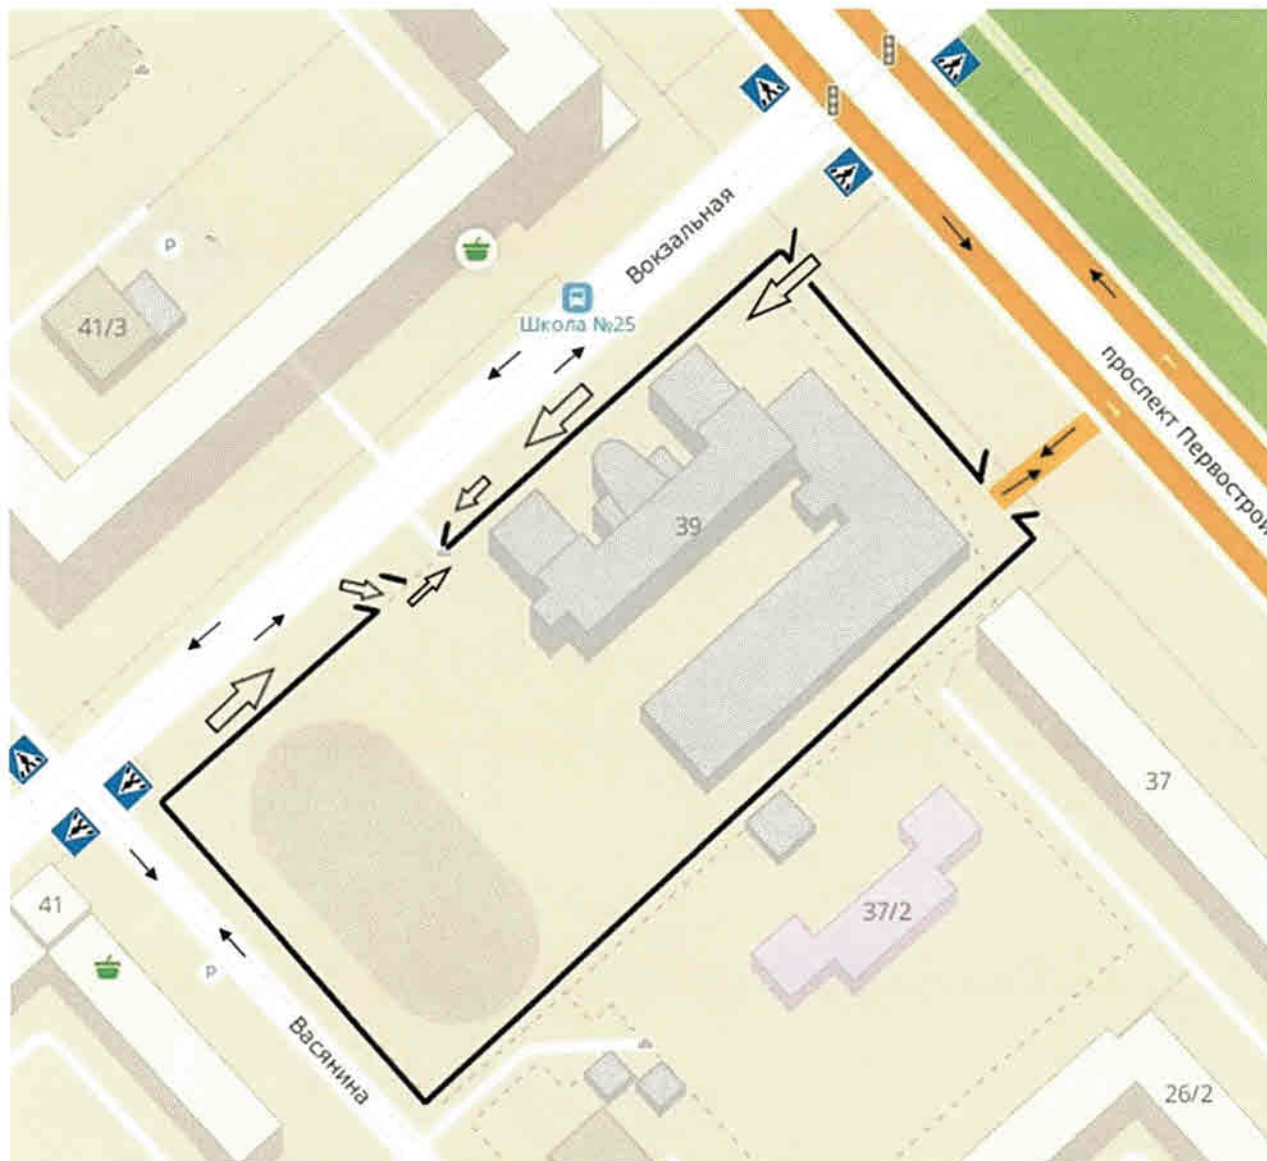 Вокзальная
P
41/3
Школа №25
проспект Первострои
39
37
41
37/2
P
Васянина
26/2